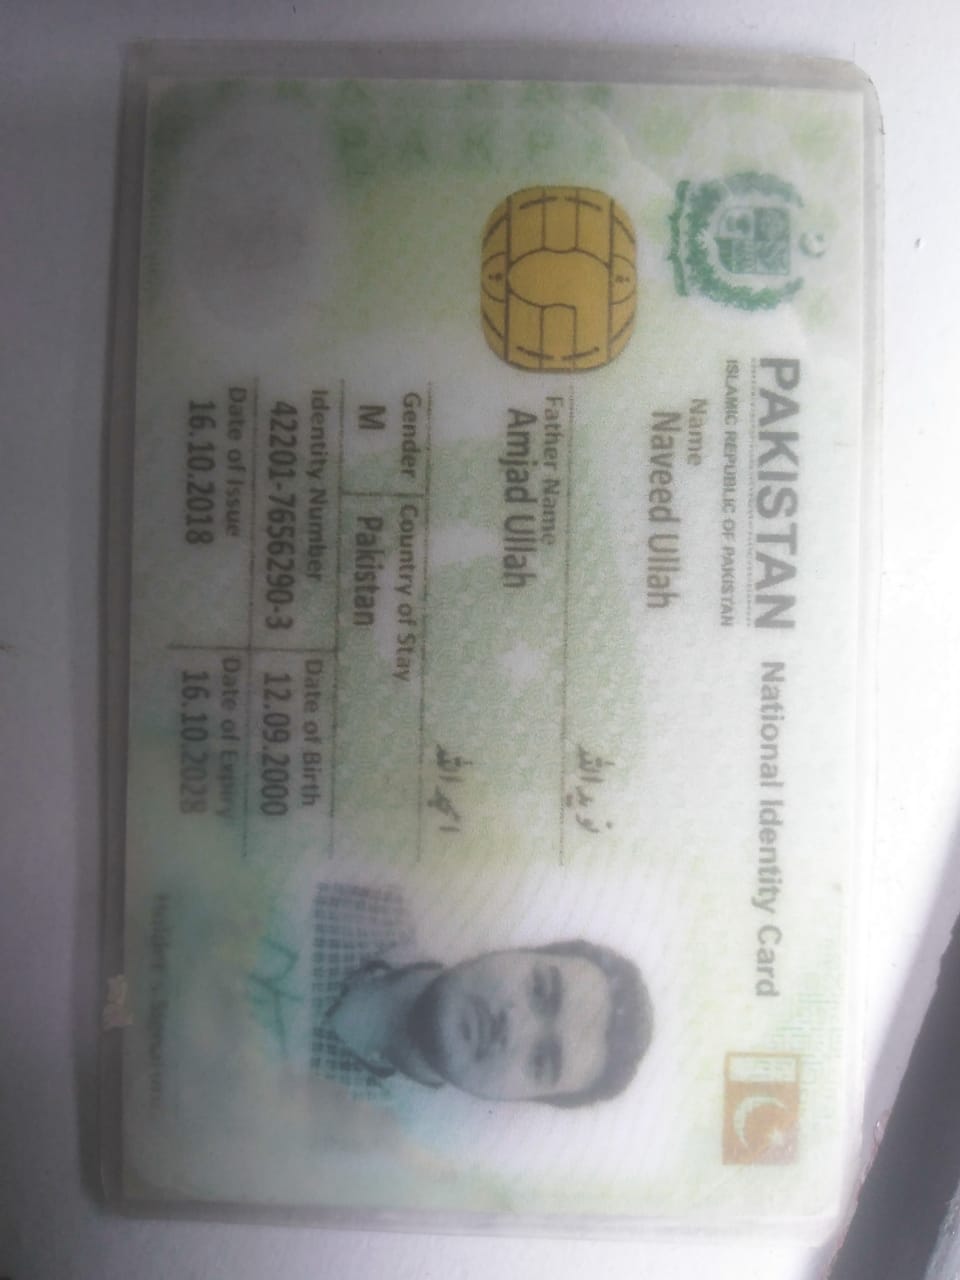 PAKISTAN National Identity Card
ISLAMIC REPUBLIC OF PAKISTAN
Name
Naveed Ullah
نوید اللہ
Father Name
Amjad Ullah
امجد اللہ
Gender Country of Stay
M Pakistan
Identity Number Date of Birth
42201-7656290-3 12.09.2000
Date of Issue Date of Expiry
16.10.2018 16.10.2028
Holder's Signature